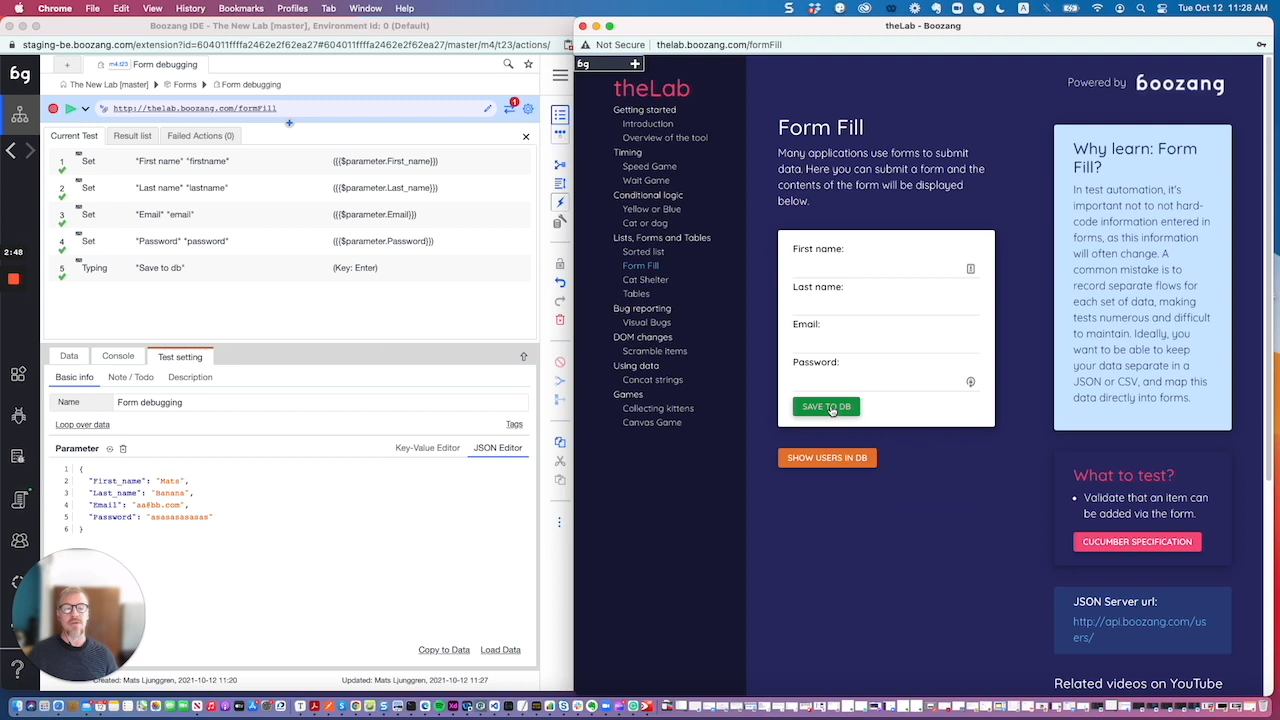 Google Chrome File Edit View History Bookmarks Profiles Tab Window Help
11:28 AM
Boozang IDE - The New Lab [master], Environment Id: 0 (Default)
staging-be.boozang.com/extension?id=604011ffffa2462e2f62ea27#604011ffffa2462e2f62ea27/master/m4/t23/actions/
bg
+
m4.t23 Form debugging
The New Lab [master] Forms Form debugging
http://thelab.boozang.com/formFill
1
Current Test Result list Failed Actions (0)
1 Set "First name" "firstname" ({{$parameter.First_name}})
2 Set "Last name" "lastname" ({{$parameter.Last_name}})
3 Set "Email" "email" ({{$parameter.Email}})
4 Set "Password" "password" ({{$parameter.Password}})
5 Typing "Save to db" (Key: Enter)
2:48
Data Console Test setting
Basic info Note / Todo Description
Name Form debugging
Loop over data Tags
Parameter Key-Value Editor JSON Editor
1 {
2 "First_name": "Mats",
3 "Last_name": "Banana",
4 "Email": "aa@bb.com",
5 "Password": "asasasasasas"
6 }
Copy to Data Load Data
Created: Mats Ljunggren, 2021-10-12 11:20 Updated: Mats Ljunggren, 2021-10-12 11:27
theLab - Boozang
Not Secure thelab.boozang.com/formFill
bg +
theLab
Getting started
Introduction
Overview of the tool
Timing
Speed Game
Wait Game
Conditional logic
Yellow or Blue
Cat or dog
Lists, Forms and Tables
Sorted list
Form Fill
Cat Shelter
Tables
Bug reporting
Visual Bugs
DOM changes
Scramble items
Using data
Concat strings
Games
Collecting kittens
Canvas Game
Powered by boozang
Form Fill
Many applications use forms to submit
data. Here you can submit a form and the
contents of the form will be displayed
below.
First name:
Last name:
Email:
Password:
SAVE TO DB
SHOW USERS IN DB
Why learn: Form
Fill?
In test automation, it's
important not to not hard-
code information entered in
forms, as this information
will often change. A
common mistake is to
record separate flows for
each set of data, making
tests numerous and difficult
to maintain. Ideally, you
want to be able to keep
your data separate in a
JSON or CSV, and map this
data directly into forms.
What to test?
Validate that an item can
be added via the form.
CUCUMBER SPECIFICATION
JSON Server url:
http://api.boozang.com/us
ers/
Related videos on YouTube